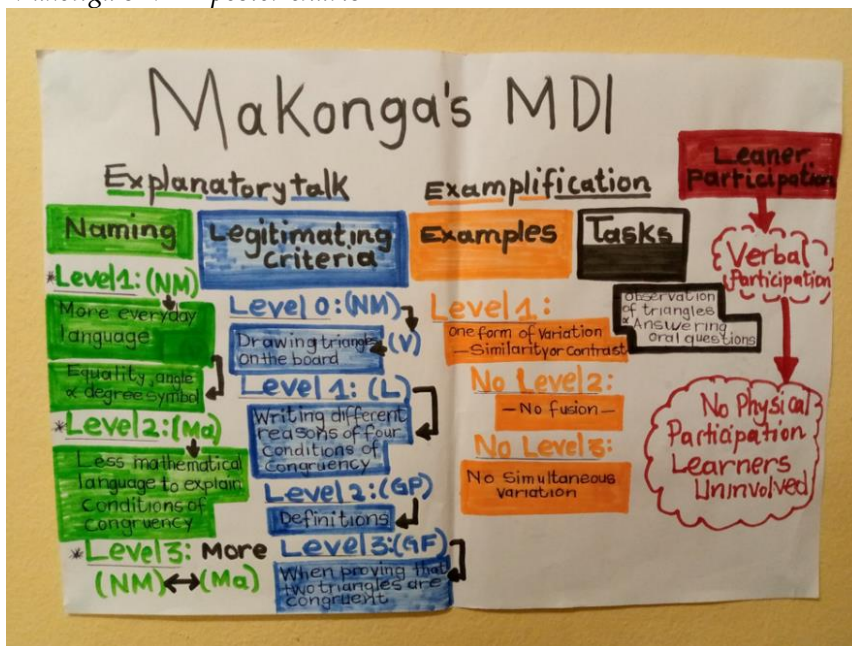 Makonga's MDI
Explanatory talk
Naming
*Level 1: (NM)
More everyday
language
Equality, angle
∝ degree symbol
*Level 2: (Ma)
Less mathematical
language to explain
Conditions of
congruency
*Level 3: More
(NM)↔(Ma)
Legitimating
criteria
Level 0:(NM)
Drawing triangles
on the board
(V)
Level 1: (L)
Writing different
reasons of four
Conditions of
Congruency
Level 2:(GP)
Definitions
Level 3:(GF)
When proving that
two triangles are
congruent
Examplification
Examples
Level 1:
one form of variation
—Similarity or contrast
No Level 2:
—No fusion—
No Level 3:
No Simultaneous
variation
Tasks
observation
of triangles
∝ Answering
oral questions
Leaner
participation
Verbal
Participation
No Physical
Participation
Learners
Uninvolved